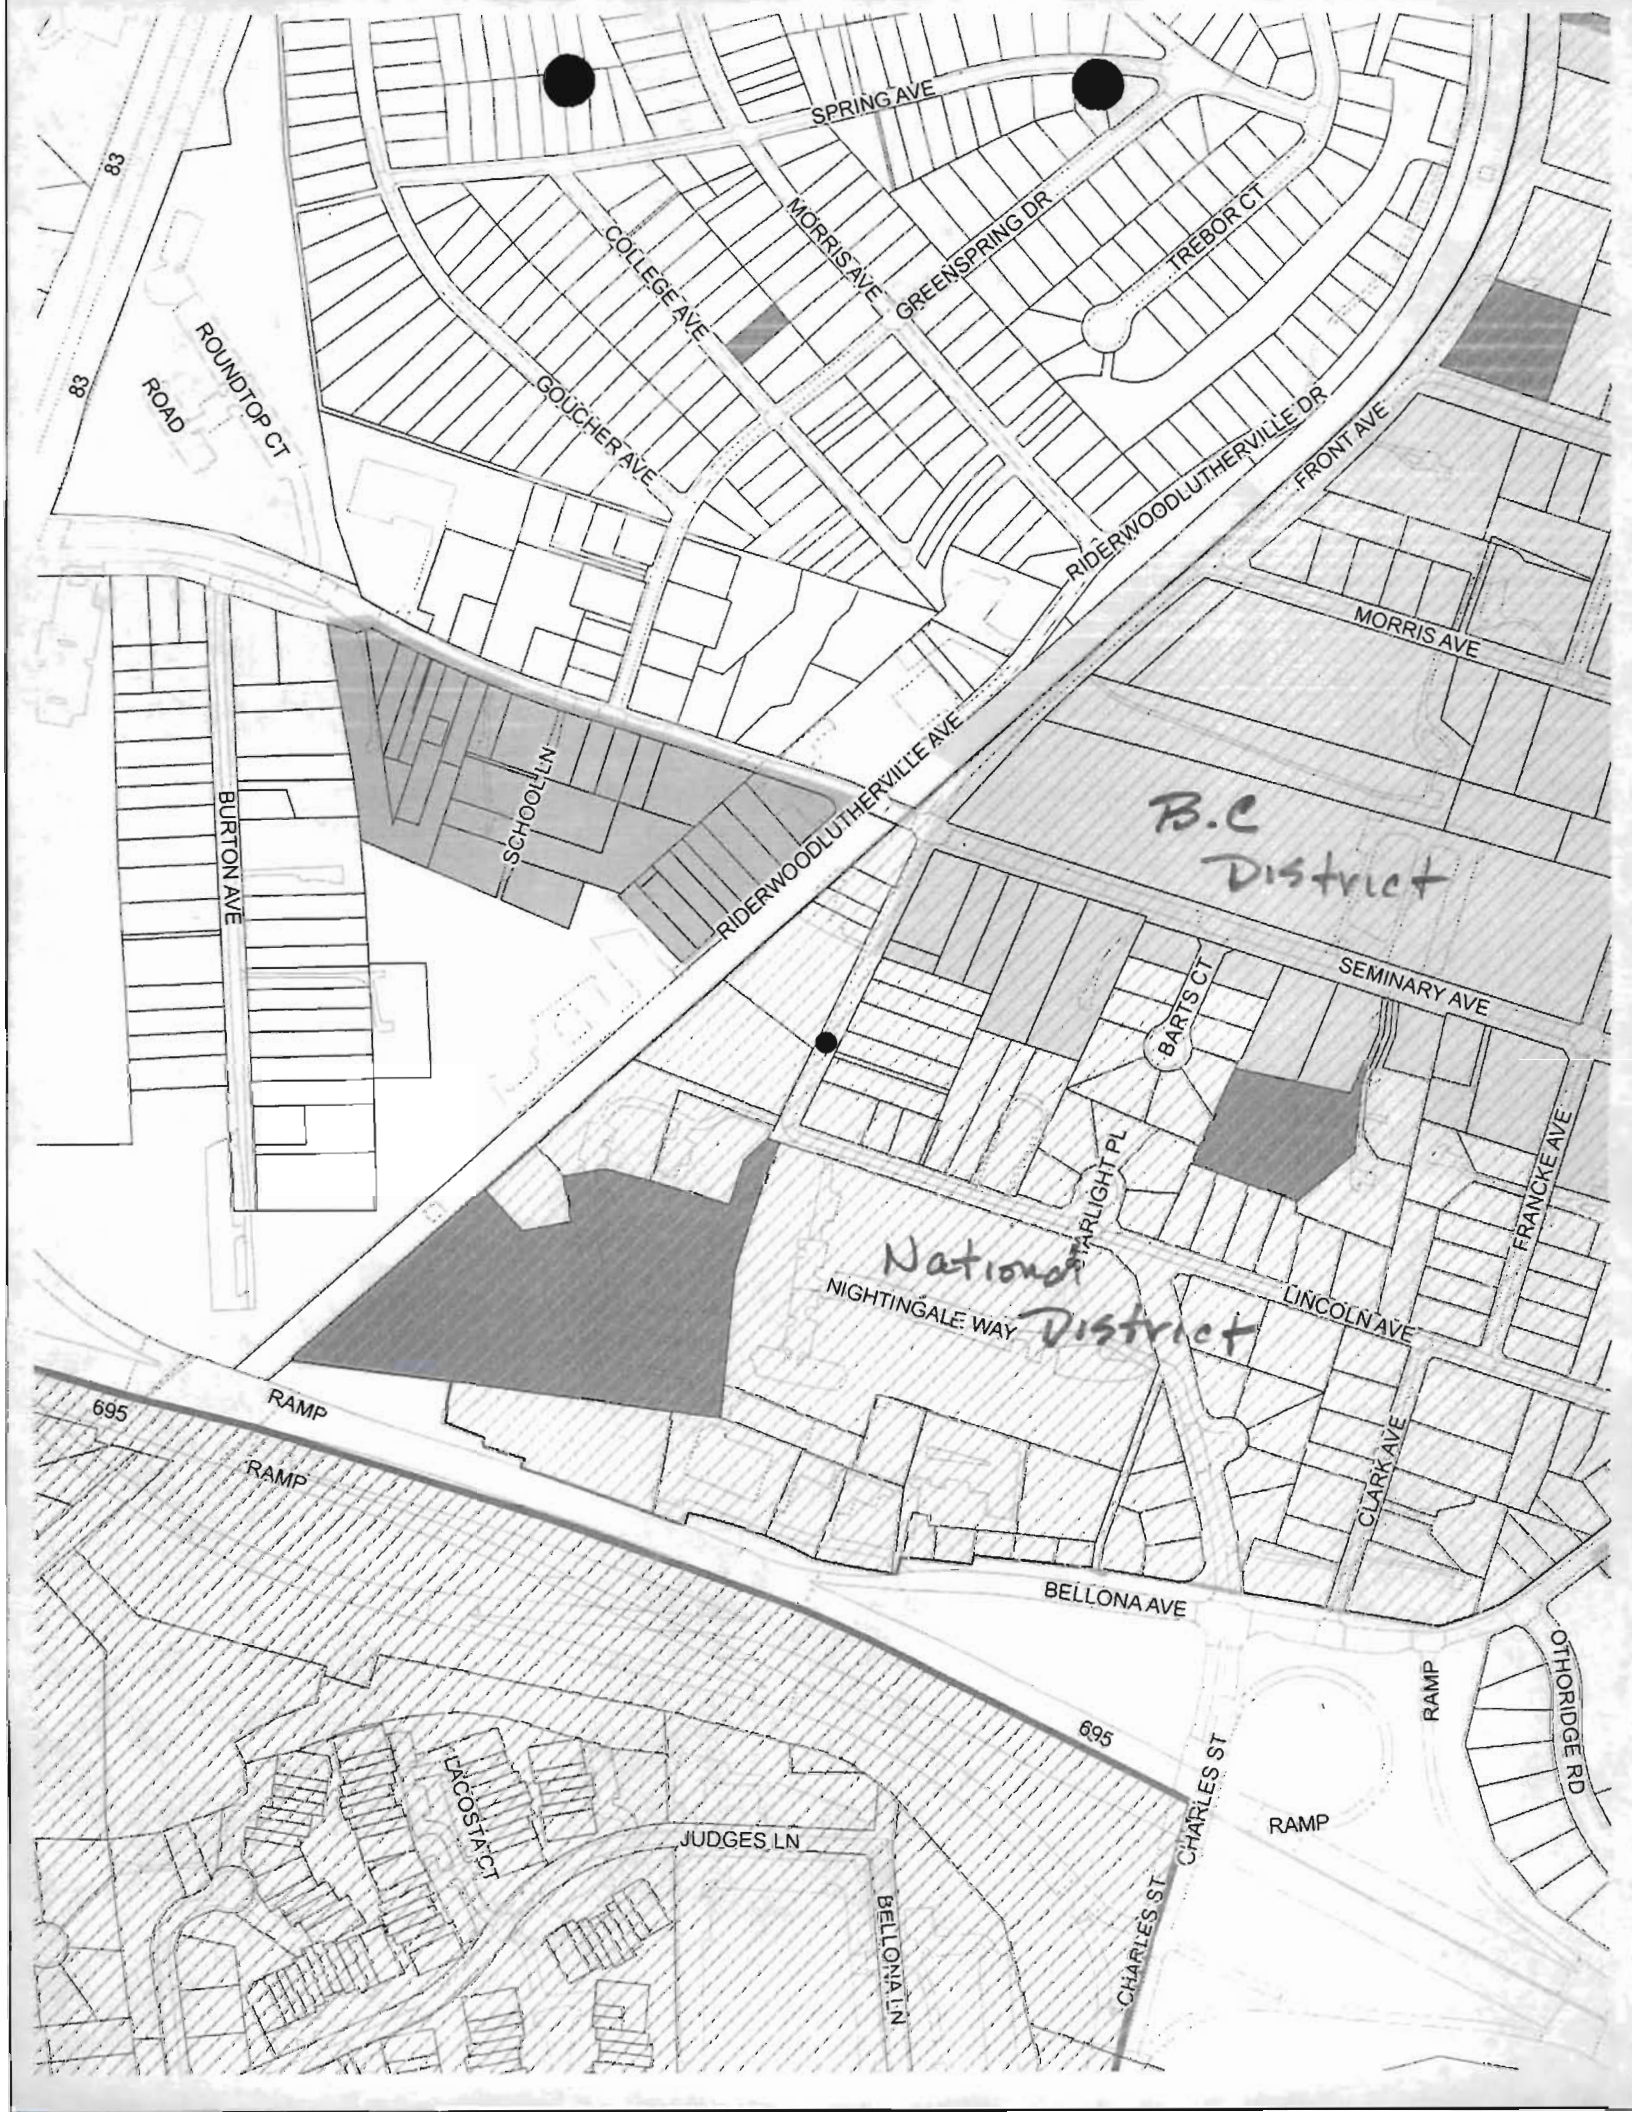 SPRING AVE
83
MORRIS AVE
GREENSPRING DR
TREBOR CT
COLLEGE AVE
ROUNDTOP CT
83
ROAD
GOUCHER AVE
RIDERWOODLUTHERVILLE DR
FRONT AVE
MORRIS AVE
RIDERWOODLUTHERVILLE AVE
SCHOOL LN
BURTON AVE
B.C
District
SEMINARY AVE
BARTS CT
FRANCKE AVE
STARLIGHT PL
National
NIGHTINGALE WAY
District
LINCOLN AVE
695
RAMP
RAMP
CLARK AVE
BELLONA AVE
OTHORIDGE RD
RAMP
695
CHARLES ST
LACOSTA CT
JUDGES LN
RAMP
BELLONA LN
CHARLES ST